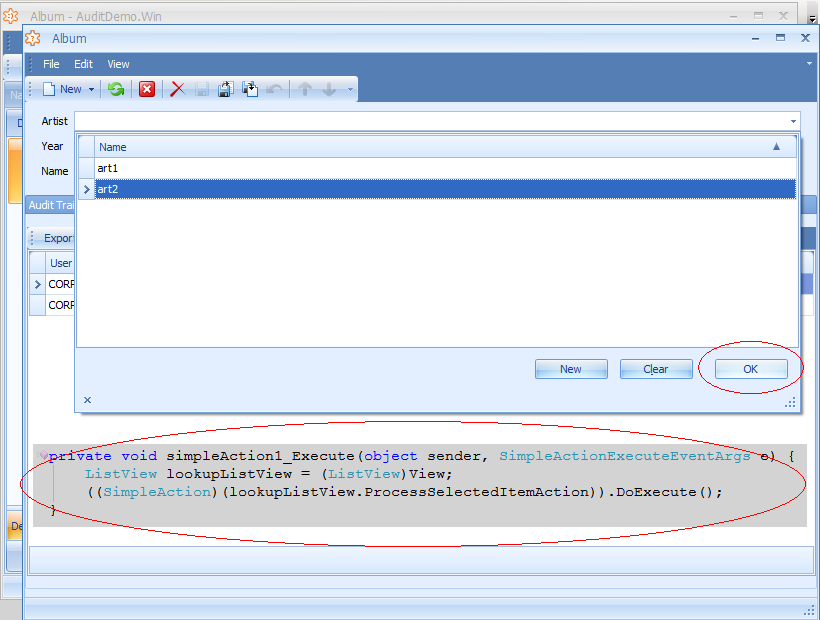 Album - AuditDemo.Win
Album
File Edit View
New
Artist
Year
Name
Name
art1
art2
Audit Trai
Export
User
CORP
CORP
New Clear OK
private void simpleAction1_Execute(object sender, SimpleActionExecuteEventArgs e) {
ListView lookupListView = (ListView)View;
((SimpleAction)(lookupListView.ProcessSelectedItemAction)).DoExecute();
}
De